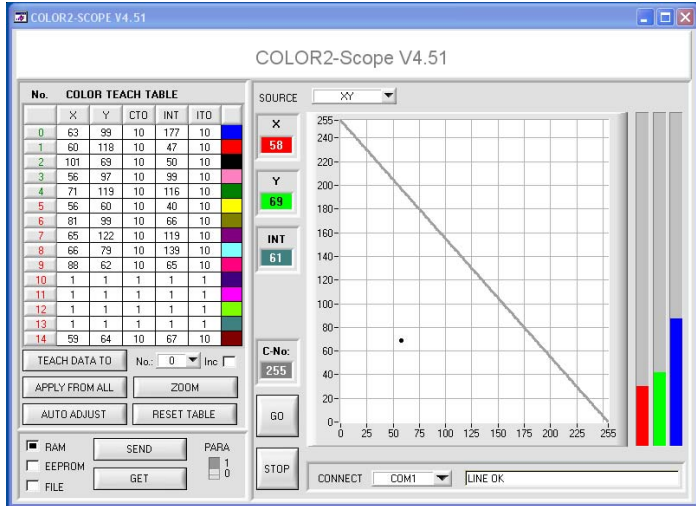 COLOR2-SCOPE V4.51
COLOR2-Scope V4.51
No. COLOR TEACH TABLE
X Y CTO INT ITO
0 63 99 10 177 10
1 60 118 10 47 10
2 101 69 10 50 10
3 56 97 10 99 10
4 71 119 10 116 10
5 56 60 10 40 10
6 81 99 10 66 10
7 65 122 10 119 10
8 66 79 10 139 10
9 88 62 10 65 10
10 1 1 1 1 1
11 1 1 1 1 1
12 1 1 1 1 1
13 1 1 1 1 1
14 59 64 10 67 10
TEACH DATA TO No.: 0 Inc
APPLY FROM ALL ZOOM
AUTO ADJUST RESET TABLE
RAM
EEPROM
FILE
SEND
GET
PARA
1
0
SOURCE XY
X
58
Y
69
INT
61
C-No:
255
GO
STOP
255
240
220
200
180
160
140
120
100
80
60
40
20
0
0 25 50 75 100 125 150 175 200 225 255
CONNECT COM1 LINE OK